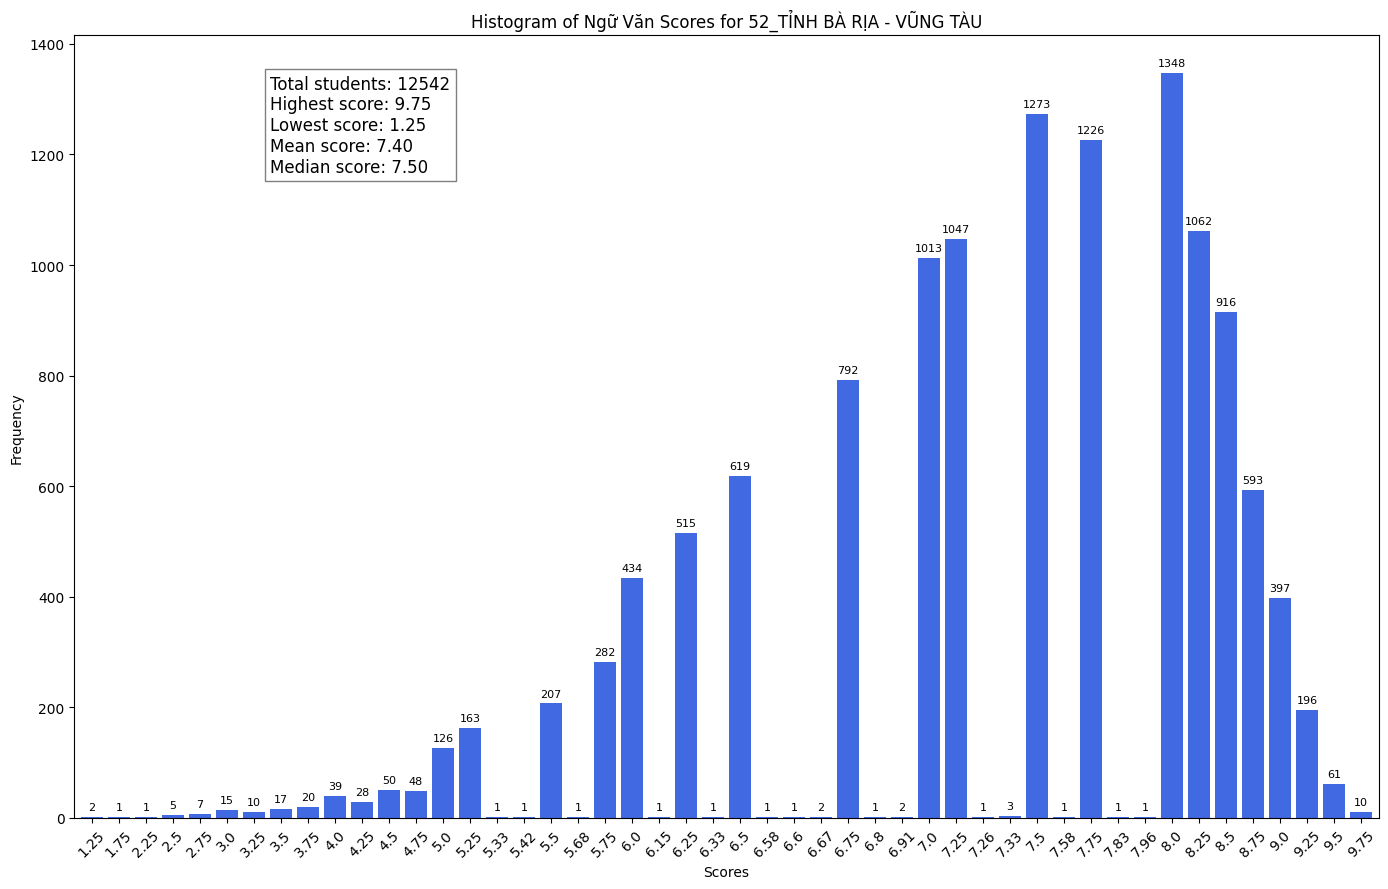 Histogram of Ngữ Văn Scores for 52_TỈNH BÀ RỊA - VŨNG TÀU
Total students: 12542
Highest score: 9.75
Lowest score: 1.25
Mean score: 7.40
Median score: 7.50
Frequency
1400
1200
1000
800
600
400
200
0
2 1 1 5 7 15 10 17 20 39 28 50 48 126 163 1 1 207 1 282 434 1 515 1 619 1 1 2 792 1 2 1013 1047 1 3 1273 1 1226 1 1 1348 1062 916 593 397 196 61 10
1.25 1.75 2.25 2.5 2.75 3.0 3.25 3.5 3.75 4.0 4.25 4.5 4.75 5.0 5.25 5.33 5.42 5.5 5.68 5.75 6.0 6.15 6.25 6.33 6.5 6.58 6.6 6.67 6.75 6.8 6.91 7.0 7.25 7.26 7.33 7.5 7.58 7.75 7.83 7.96 8.0 8.25 8.5 8.75 9.0 9.25 9.5 9.75
Scores